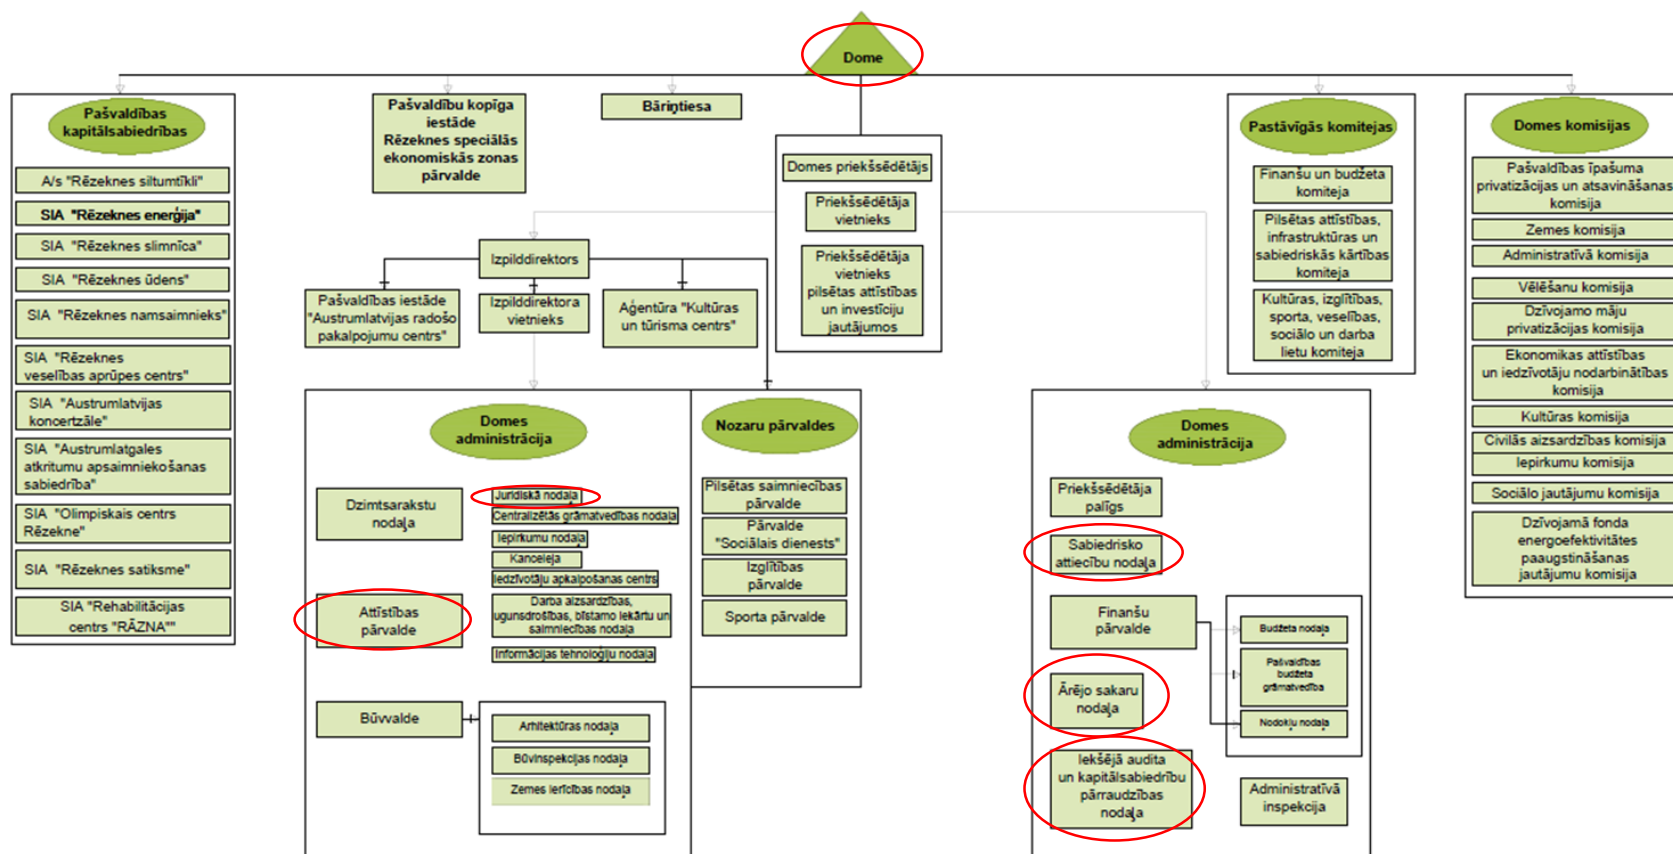 Dome
Pašvaldības
kapitālsabiedrības
A/s "Rēzeknes siltumtīkli"
SIA "Rēzeknes enerģija"
SIA "Rēzeknes slimnīca"
SIA "Rēzeknes ūdens"
SIA "Rēzeknes namsaimnieks"
SIA "Rēzeknes
veselības aprūpes centrs"
SIA "Austrumlatvijas
koncertzāle"
SIA "Austrumlatgales
atkritumu apsaimniekošanas
sabiedrība"
SIA "Olimpiskais centrs
Rēzekne"
SIA "Rēzeknes satiksme"
SIA "Rehabilitācijas
centrs "RĀZNA""
Pašvaldību kopīga
iestāde
Rēzeknes speciālās
ekonomiskās zonas
pārvalde
Bāriņtiesa
Domes priekšsēdētājs
Priekšsēdētāja
vietnieks
Priekšsēdētāja
vietnieks
pilsētas attīstības
un investīciju
jautājumos
Izpilddirektors
Pašvaldības iestāde
"Austrumlatvijas radošo
pakalpojumu centrs"
Izpilddirektora
vietnieks
Aģentūra "Kultūras
un tūrisma centrs"
Domes
administrācija
Dzimtsarakstu
nodaļa
Attīstības
pārvalde
Būvvalde
Juridiskā nodaļa
Centralizētās grāmatvedības nodaļa
Iepirkumu nodaļa
Kanceleja
Iedzīvotāju apkalpošanas centrs
Darba aizsardzības,
ugunsdrošības, bīstamo iekārtu un
saimniecības nodaļa
Informācijas tehnoloģiju nodaļa
Arhitektūras nodaļa
Būvinspekcijas nodaļa
Zemes ierīcības nodaļa
Nozaru pārvaldes
Pilsētas saimniecības
pārvalde
Pārvalde
"Sociālais dienests"
Izglītības
pārvalde
Sporta pārvalde
Domes
administrācija
Priekšsēdētāja
palīgs
Sabiedrisko
attiecību nodaļa
Finanšu
pārvalde
Ārējo sakaru
nodaļa
Iekšējā audita
un kapitālsabiedrību
pārraudzības
nodaļa
Budžeta nodaļa
Pašvaldības
budžeta
grāmatvedība
Nodokļu nodaļa
Administratīvā
inspekcija
Pastāvīgās komitejas
Finanšu un budžeta
komiteja
Pilsētas attīstības,
infrastruktūras un
sabiedriskās kārtības
komiteja
Kultūras, izglītības,
sporta, veselības,
sociālo un darba
lietu komiteja
Domes komisijas
Pašvaldības īpašuma
privatizācijas un atsavināšanas
komisija
Zemes komisija
Administratīvā komisija
Vēlēšanu komisija
Dzīvojamo māju
privatizācijas komisija
Ekonomikas attīstības
un iedzīvotāju nodarbinātības
komisija
Kultūras komisija
Civilās aizsardzības komisija
Iepirkumu komisija
Sociālo jautājumu komisija
Dzīvojamā fonda
energoefektivitātes
paaugstināšanas
jautājumu komisija